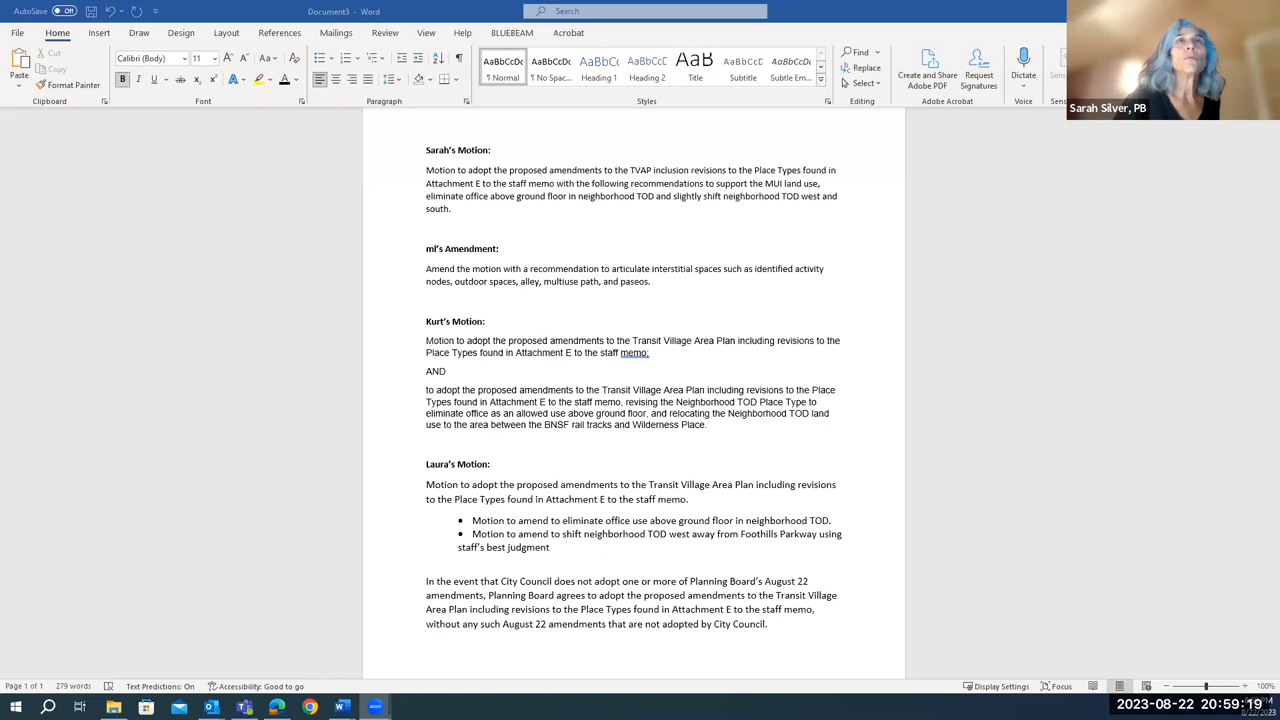 AutoSave Off Document3 - Word Search
File Home Insert Draw Design Layout References Mailings Review View Help BLUEBEAM Acrobat
Paste Cut Copy Format Painter
Calibri (Body) 11
Find Replace Select
AaBbCcDc AaBbCcDc AaBbCc AaBbCcD AaB AaBbCcD AaBbCcDt
¶ Normal ¶ No Spac... Heading 1 Heading 2 Title Subtitle Subtle Em...
Create and Share Adobe PDF Request Signatures Dictate
Clipboard Font Paragraph Styles Editing Adobe Acrobat Voice
Sarah Silver, PB
Sarah's Motion:
Motion to adopt the proposed amendments to the TVAP inclusion revisions to the Place Types found in
Attachment E to the staff memo with the following recommendations to support the MUI land use,
eliminate office above ground floor in neighborhood TOD and slightly shift neighborhood TOD west and
south.
ml's Amendment:
Amend the motion with a recommendation to articulate interstitial spaces such as identified activity
nodes, outdoor spaces, alley, multiuse path, and paseos.
Kurt's Motion:
Motion to adopt the proposed amendments to the Transit Village Area Plan including revisions to the
Place Types found in Attachment E to the staff memo;
AND
to adopt the proposed amendments to the Transit Village Area Plan including revisions to the Place
Types found in Attachment E to the staff memo, revising the Neighborhood TOD Place Type to
eliminate office as an allowed use above ground floor, and relocating the Neighborhood TOD land
use to the area between the BNSF rail tracks and Wilderness Place.
Laura's Motion:
Motion to adopt the proposed amendments to the Transit Village Area Plan including revisions
to the Place Types found in Attachment E to the staff memo.
• Motion to amend to eliminate office use above ground floor in neighborhood TOD.
• Motion to amend to shift neighborhood TOD west away from Foothills Parkway using
staff's best judgment
In the event that City Council does not adopt one or more of Planning Board's August 22
amendments, Planning Board agrees to adopt the proposed amendments to the Transit Village
Area Plan including revisions to the Place Types found in Attachment E to the staff memo,
without any such August 22 amendments that are not adopted by City Council.
Page 1 of 1 279 words Text Predictions: On Accessibility: Good to go Display Settings Focus 100%
2023-08-22 20:59:19